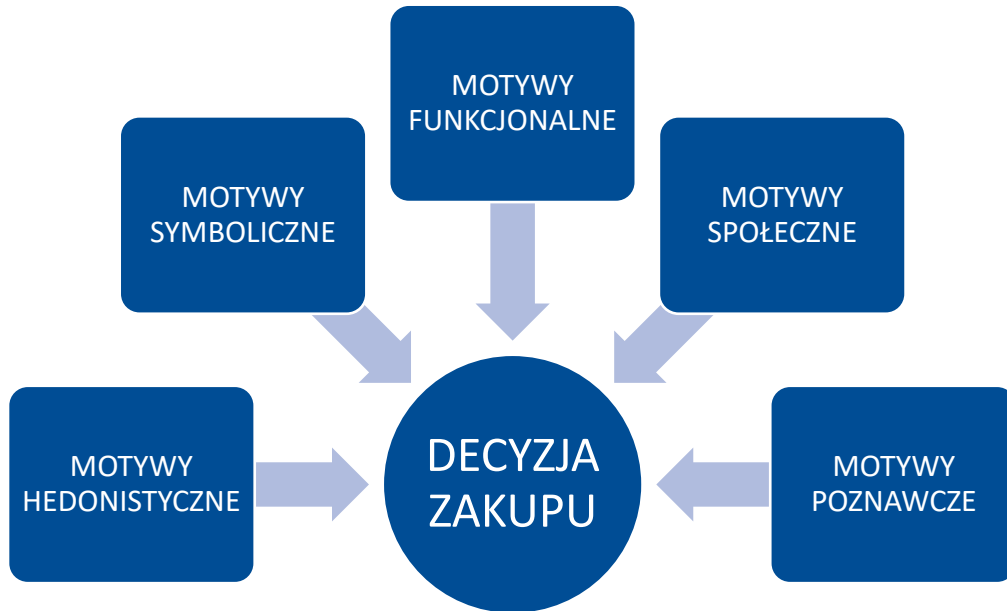 MOTYWY
FUNKCJONALNE
MOTYWY
SYMBOLICZNE
MOTYWY
SPOŁECZNE
MOTYWY
HEDONISTYCZNE
DECYZJA
ZAKUPU
MOTYWY
POZNAWCZE